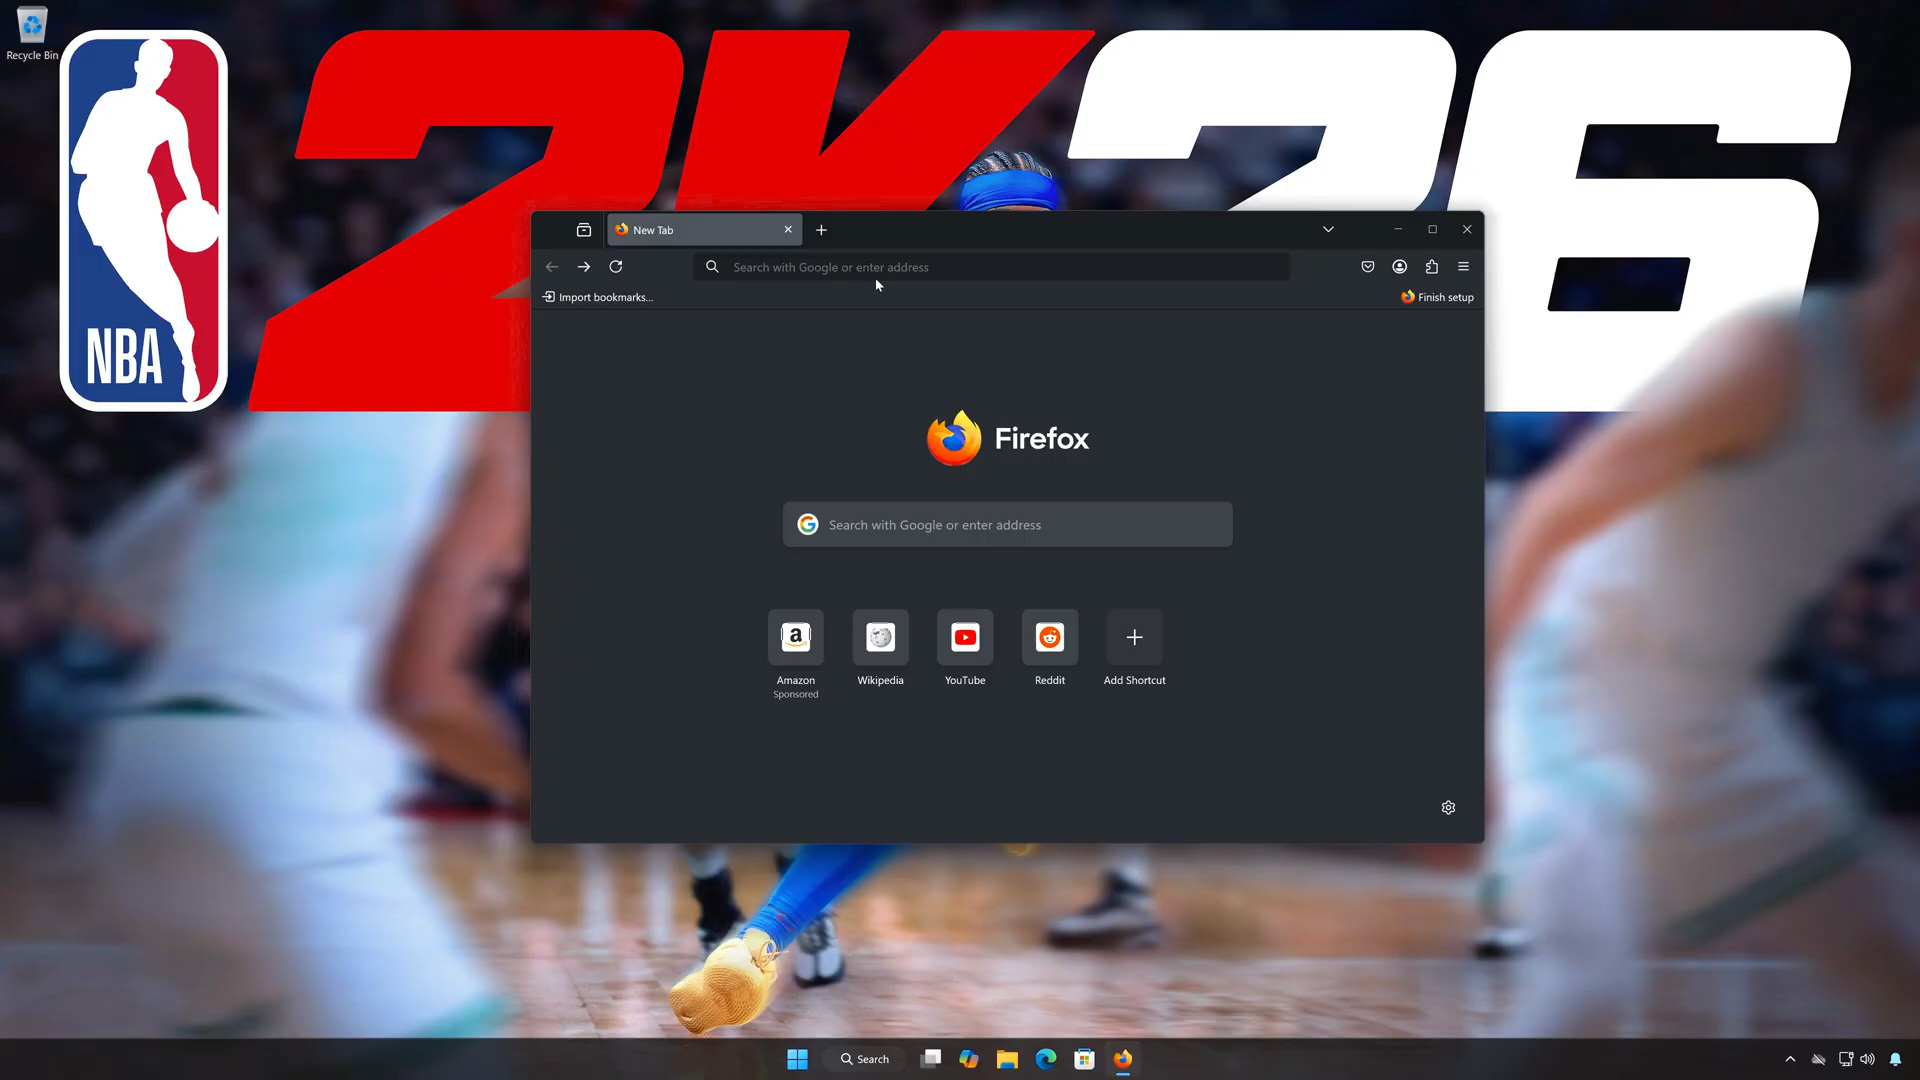 Recycle Bin
2K26
NBA
New Tab
Search with Google or enter address
Import bookmarks...
Finish setup
Firefox
Search with Google or enter address
Amazon
Sponsored
Wikipedia
YouTube
Reddit
Add Shortcut
Search